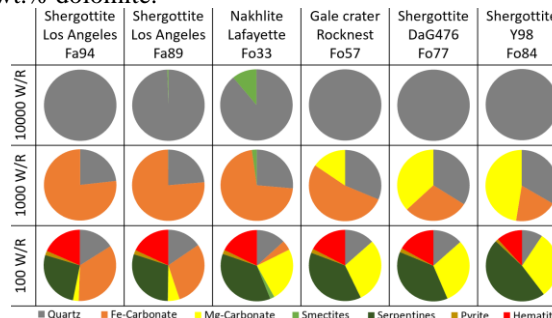 wt.% dolomite.
Shergottite
Los Angeles
Fa94
Shergottite
Los Angeles
Fa89
Nakhlite
Lafayette
Fo33
Gale crater
Rocknest
Fo57
Shergottite
DaG476
Fo77
Shergottite
Y98
Fo84
10000 W/R
1000 W/R
100 W/R
Quartz Fe-Carbonate Mg-Carbonate Smectites Serpentines Pyrite Hematit